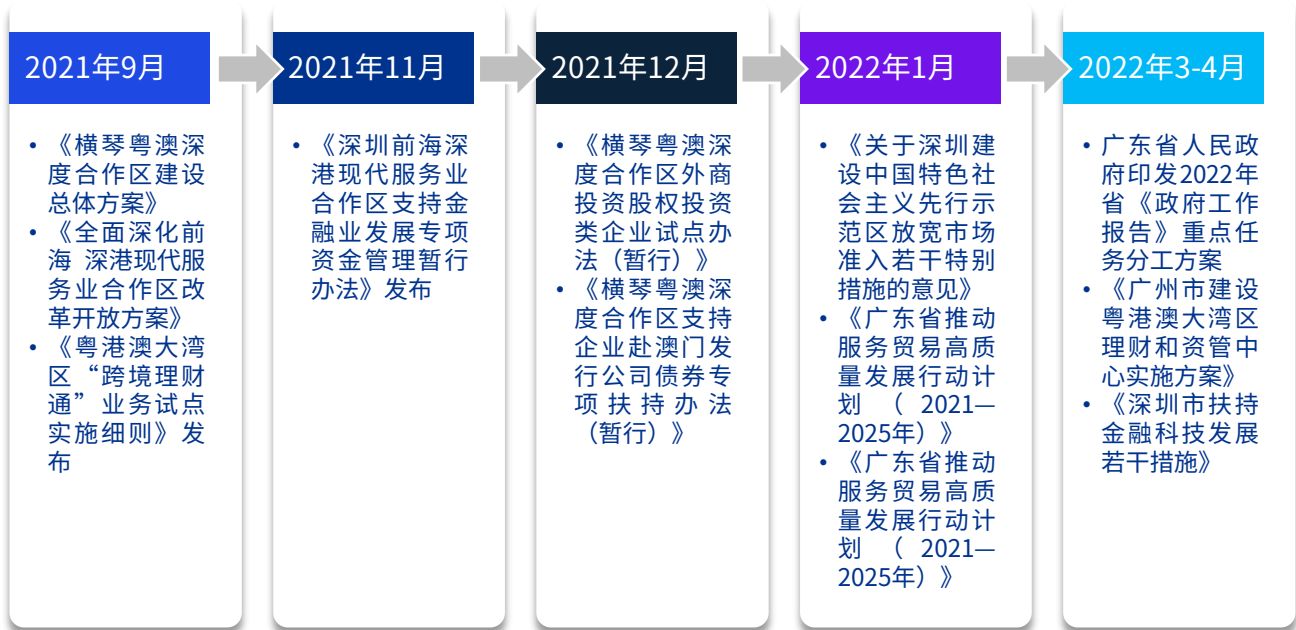 2021年9月
• 《横琴粤澳深
度合作区建设
总体方案》
• 《全面深化前
海 深港现代服
务业合作区改
革开放方案》
• 《粤港澳大湾
区“跨境理财
通”业务试点
实施细则》发
布
2021年11月
• 《深圳前海深
港现代服务业
合作区支持金
融业发展专项
资金管理暂行
办法》发布
2021年12月
• 《横琴粤澳深
度合作区外商
投资股权投资
类企业试点办
法（暂行）》
• 《横琴粤澳深
度合作区支持
企业赴澳门发
行公司债券专
项扶持办法
（暂行）》
2022年1月
• 《关于深圳建
设中国特色社
会主义先行示
范区放宽市场
准入若干特别
措施的意见》
• 《广东省推动
服务贸易高质
量发展行动计
划（2021—
2025年）》
• 《广东省推动
服务贸易高质
量发展行动计
划（2021—
2025年）》
2022年3-4月
• 广东省人民政
府印发2022年
省《政府工作
报告》重点任
务分工方案
• 《广州市建设
粤港澳大湾区
理财和资管中
心实施方案》
• 《深圳市扶持
金融科技发展
若干措施》